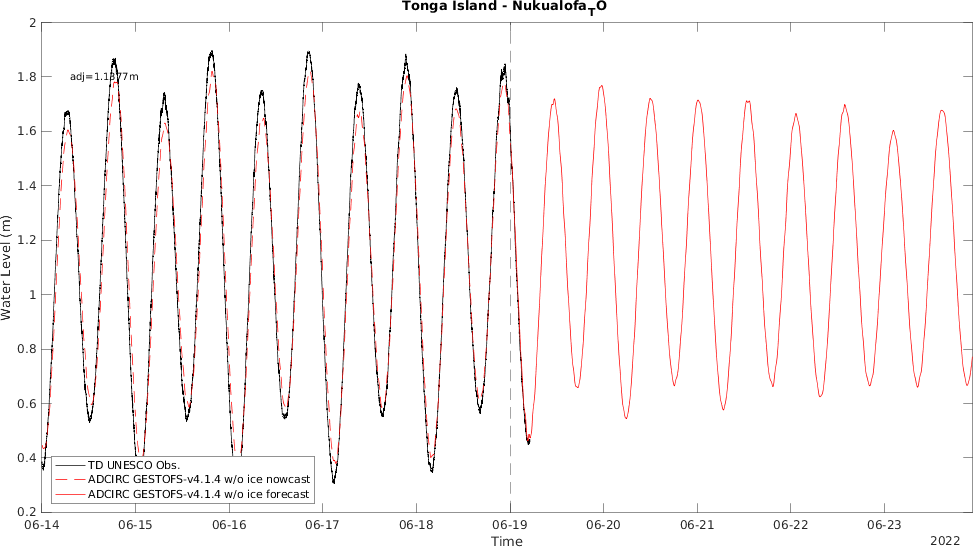 Tonga Island - Nukualofa_TO
2
adj=1.1377m
1.8
1.6
1.4
1.2
1
0.8
0.6
0.4
0.2
Water Level (m)
TD UNESCO Obs.
ADCIRC GESTOFS-v4.1.4 w/o ice nowcast
ADCIRC GESTOFS-v4.1.4 w/o ice forecast
06-14 06-15 06-16 06-17 06-18 06-19 06-20 06-21 06-22 06-23
Time
2022